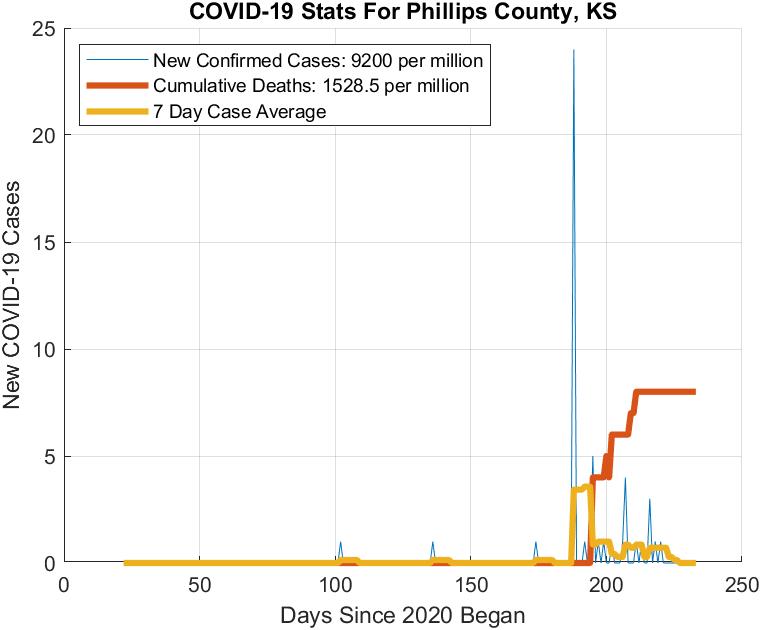 COVID-19 Stats For Phillips County, KS
New Confirmed Cases: 9200 per million
Cumulative Deaths: 1528.5 per million
7 Day Case Average
New COVID-19 Cases
25
20
15
10
5
0
0 50 100 150 200 250
Days Since 2020 Began